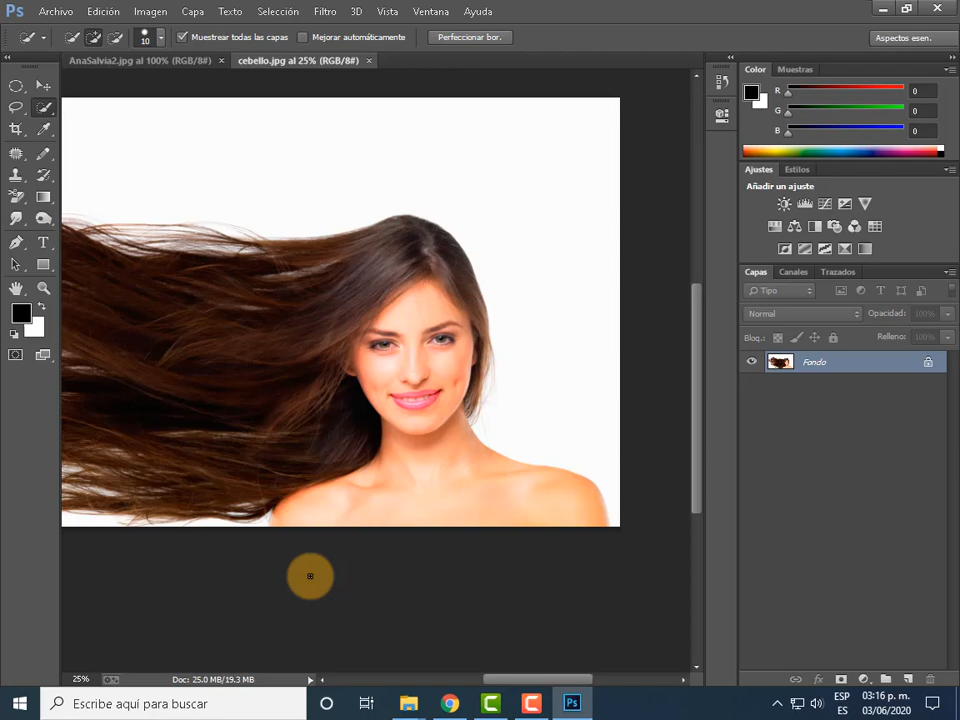 Ps Archivo Edición Imagen Capa Texto Selección Filtro 3D Vista Ventana Ayuda
10 Muestrear todas las capas Mejorar automáticamente Perfeccionar bor. Aspectos esen.
AnaSalvia2.jpg al 100% (RGB/8#) × cebello.jpg al 25% (RGB/8#) ×
Color Muestras
R 0
G 0
B 0
Ajustes Estilos
Añadir un ajuste
Capas Canales Trazados
Tipo
Normal Opacidad: 100%
Bloq.: Relleno: 100%
Fondo
25% Doc: 25.0 MB/19.3 MB
Escribe aquí para buscar
Ps
ESP 03:16 p. m.
ES 03/06/2020